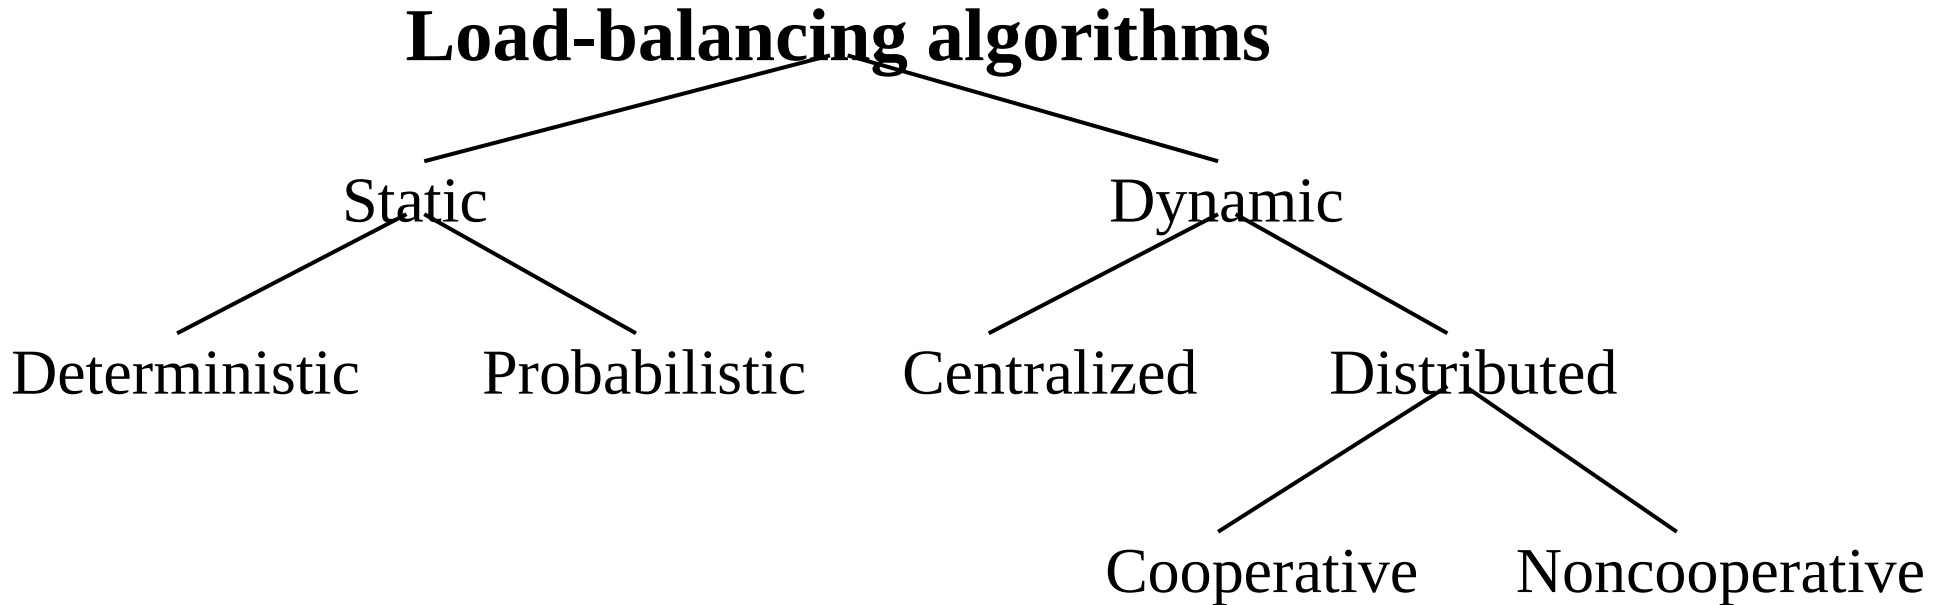 Load-balancing algorithms
Static
Dynamic
Deterministic
Probabilistic
Centralized
Distributed
Cooperative
Noncooperative